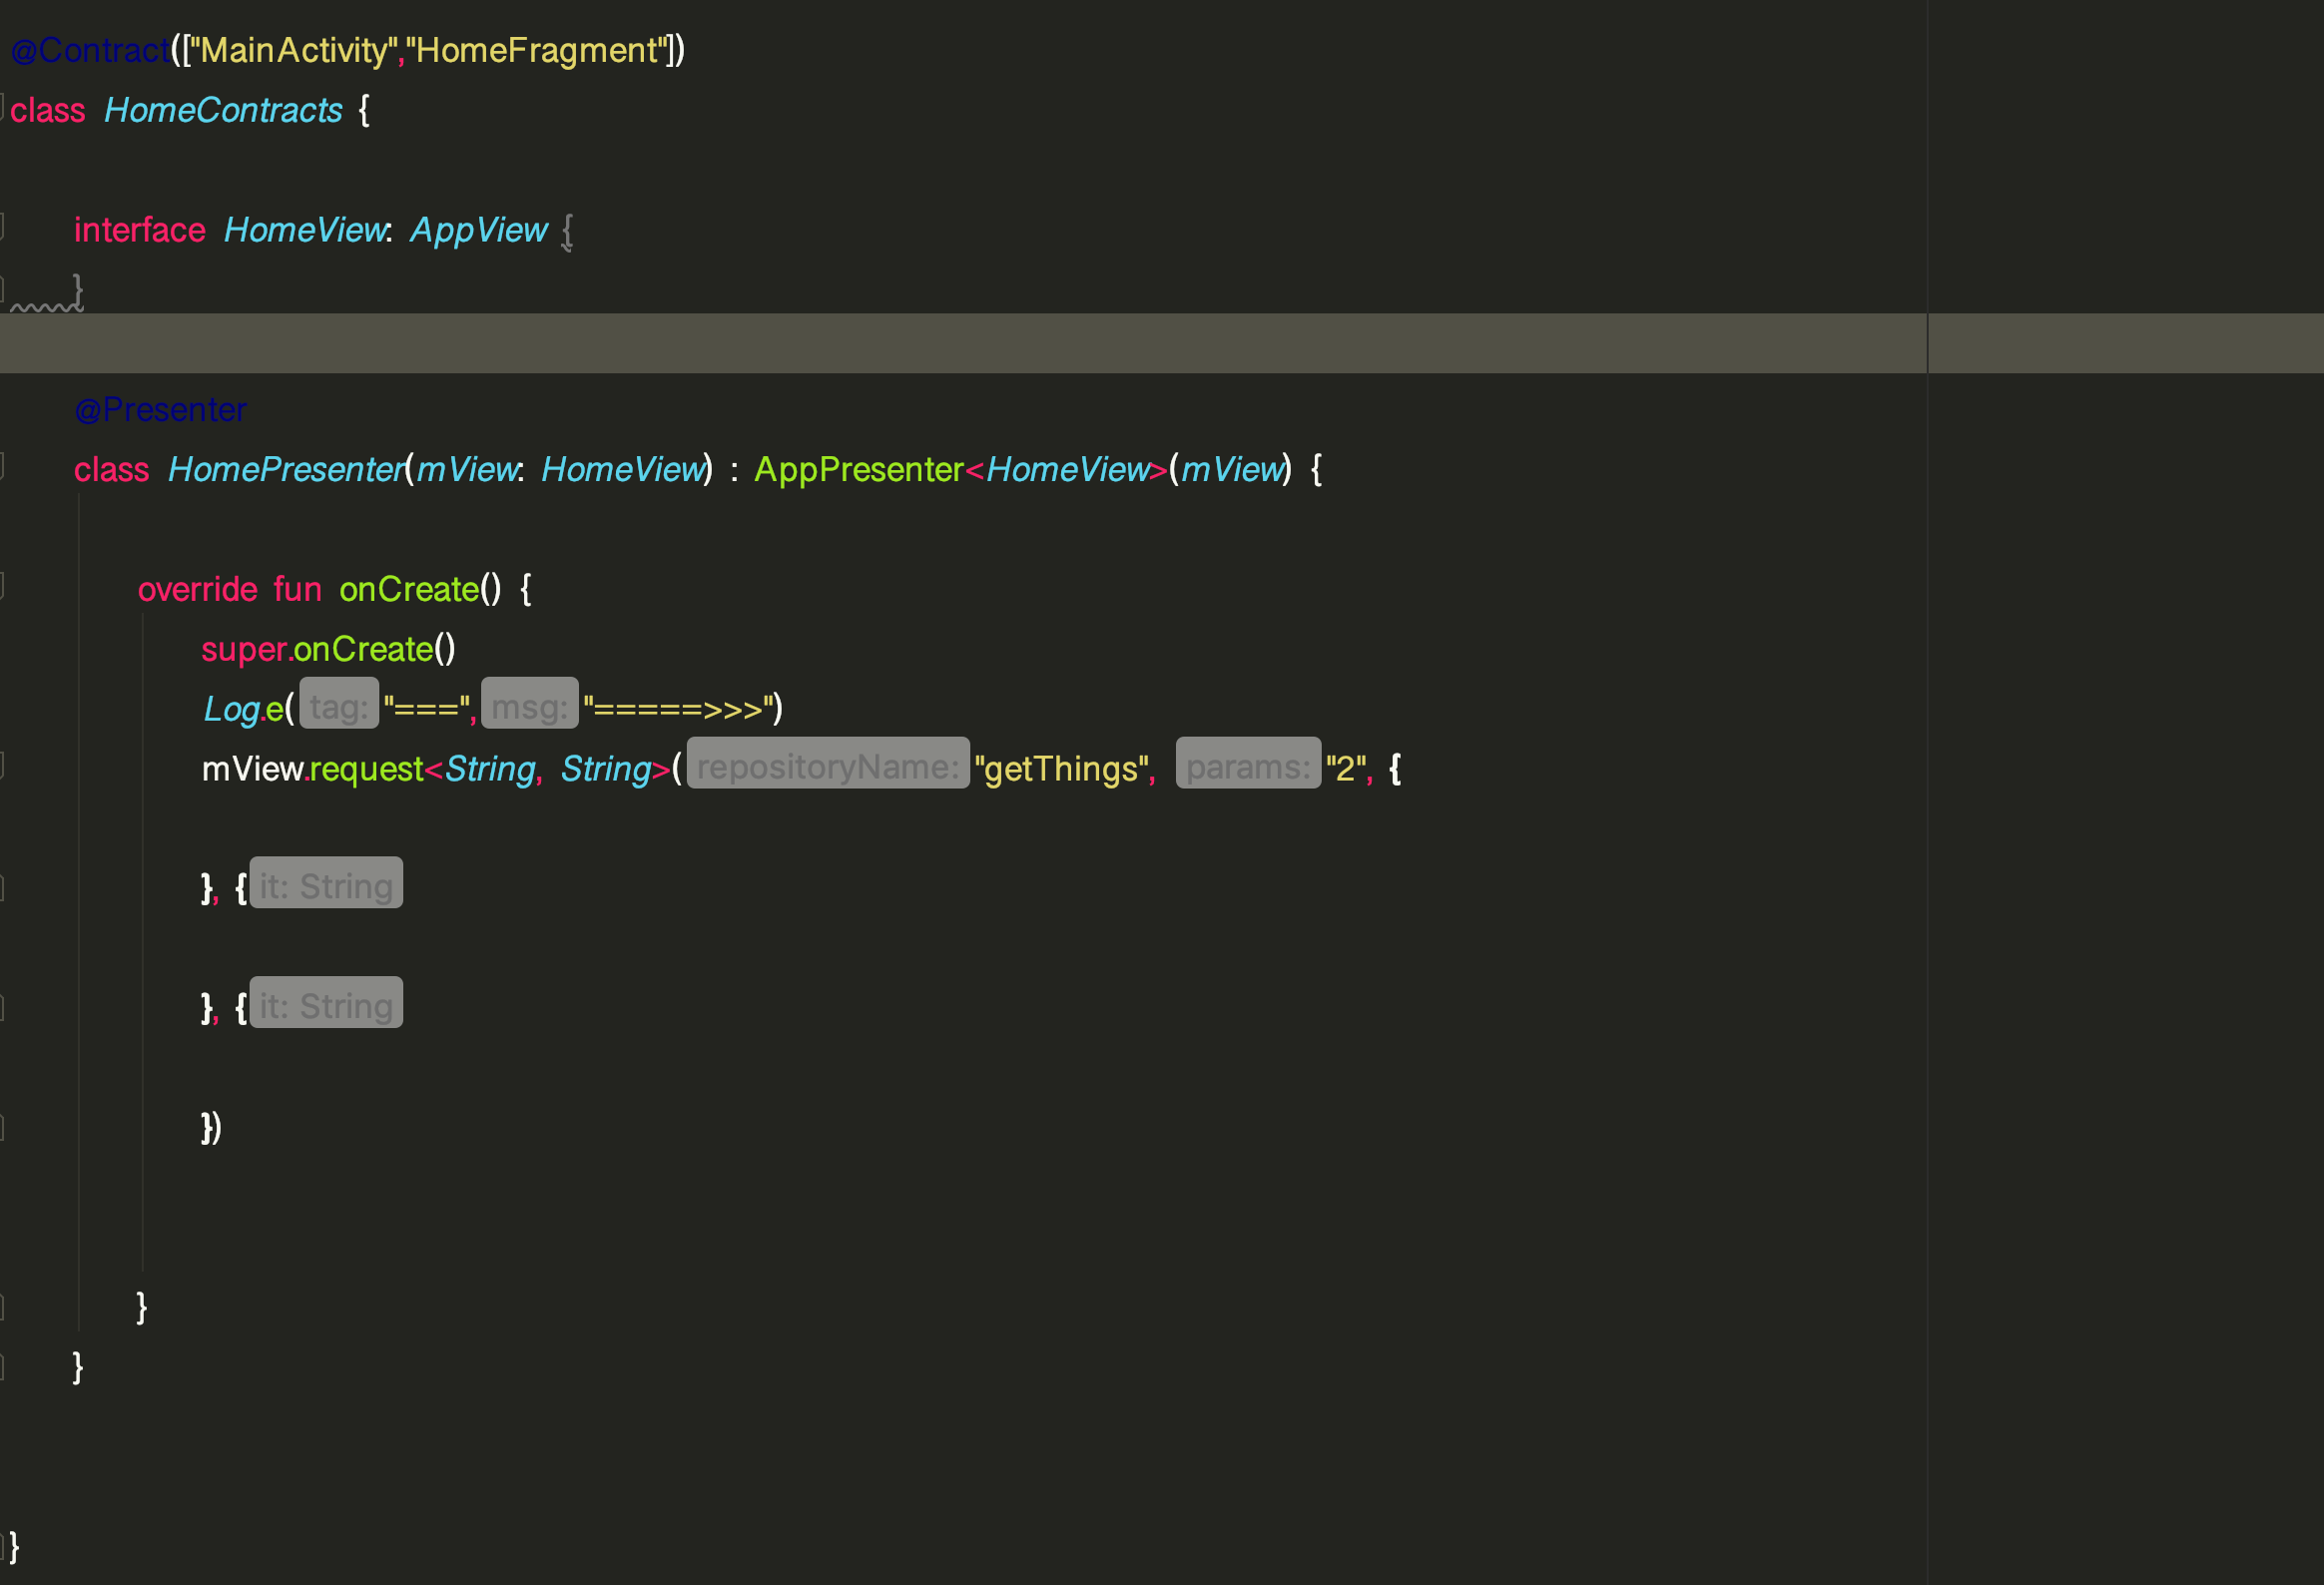 @Contract(["MainActivity","HomeFragment"])
class HomeContracts {
interface HomeView: AppView {
}
@Presenter
class HomePresenter(mView: HomeView) : AppPresenter<HomeView>(mView) {
override fun onCreate() {
super.onCreate()
Log.e( tag: "===", msg: "=====>>>")
mView.request<String, String>( repositoryName: "getThings", params: "2", {
}, { it: String
}, { it: String
})
}
}
}